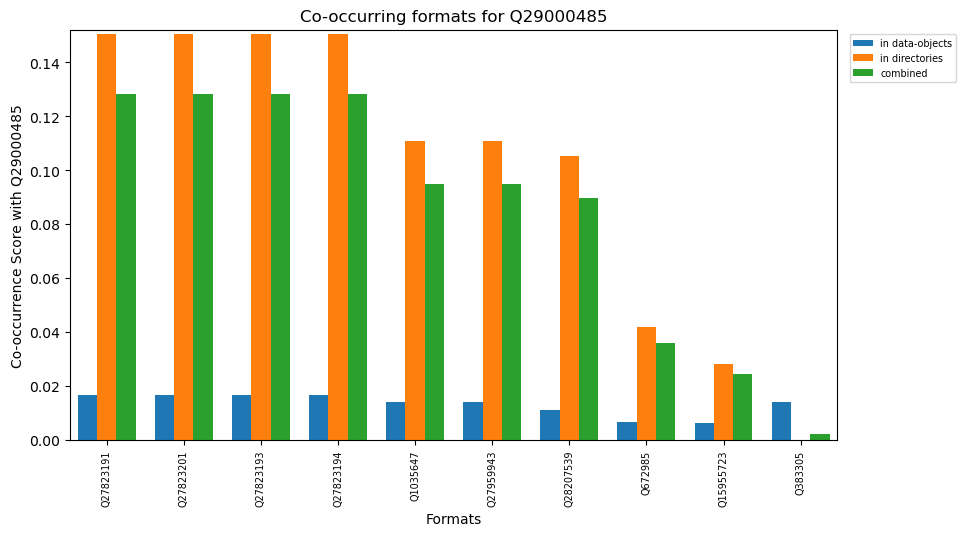 Co-occurring formats for Q29000485
in data-objects
in directories
combined
Co-occurrence Score with Q29000485
0.14
0.12
0.10
0.08
0.06
0.04
0.02
0.00
Q27823191
Q27823201
Q27823193
Q27823194
Q1035647
Q27959943
Q28207539
Q672985
Q15955723
Q383305
Formats